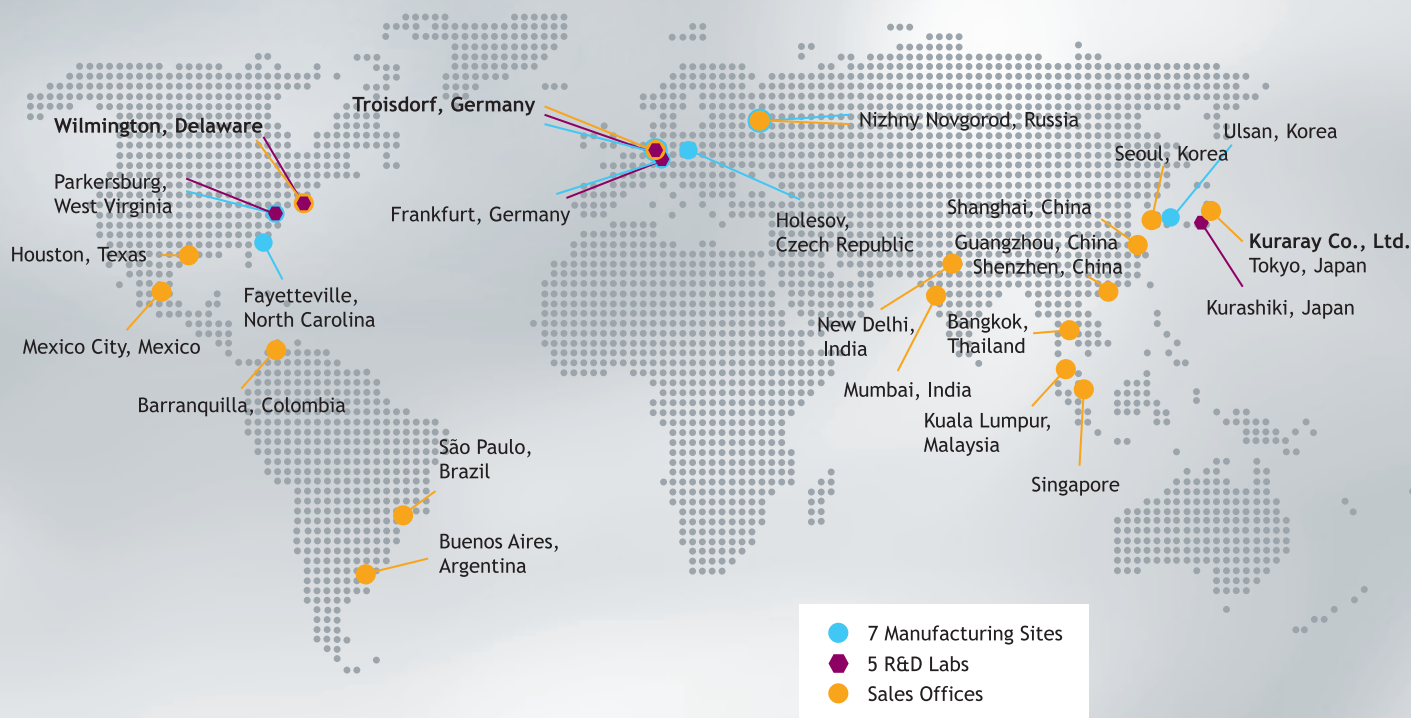 Troisdorf, Germany
Wilmington, Delaware
Nizhny Novgorod, Russia
Ulsan, Korea
Seoul, Korea
Parkersburg,
West Virginia
Frankfurt, Germany
Holesov,
Czech Republic
Shanghai, China
Guangzhou, China
Shenzhen, China
Kuraray Co., Ltd.
Tokyo, Japan
Kurashiki, Japan
Houston, Texas
Fayetteville,
North Carolina
Mexico City, Mexico
New Delhi,
India
Bangkok,
Thailand
Mumbai, India
Barranquilla, Colombia
Kuala Lumpur,
Malaysia
São Paulo,
Brazil
Singapore
Buenos Aires,
Argentina
7 Manufacturing Sites
5 R&D Labs
Sales Offices